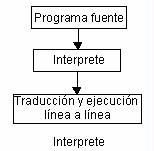 Programa fuente
Interprete
Traducción y ejecución
línea a línea
Interprete